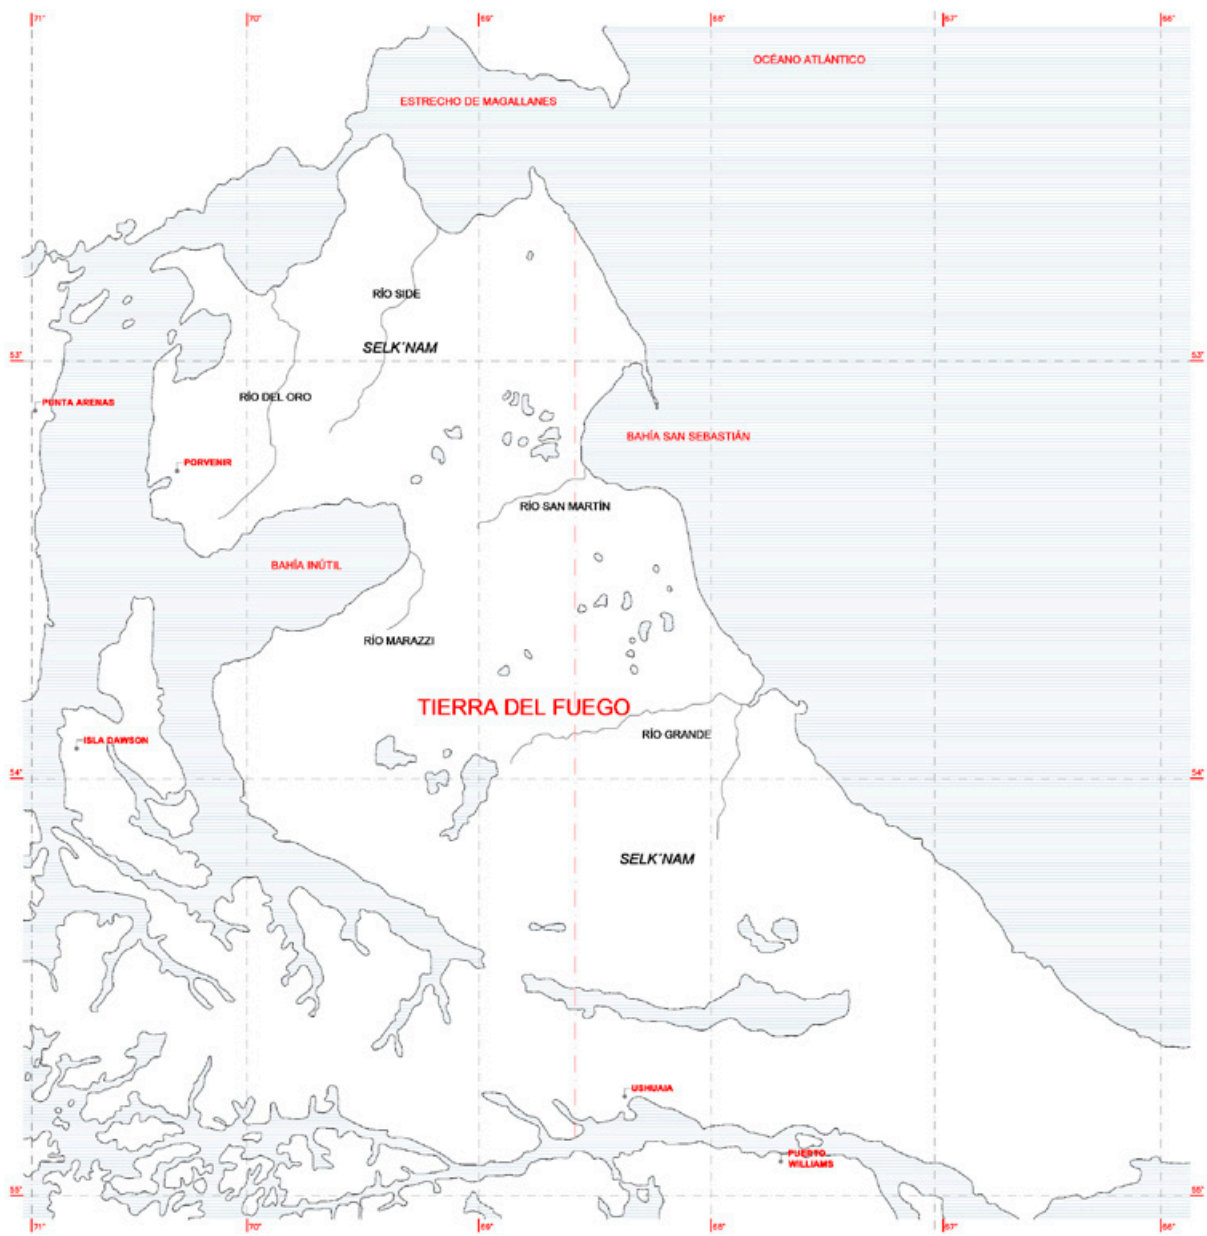 71° 70° 69° 68° 67° 66°
OCÉANO ATLÁNTICO
ESTRECHO DE MAGALLANES
RÍO SIDE
SELK'NAM
53° 53°
RÍO DEL ORO
PUNTA ARENAS
BAHÍA SAN SEBASTIÁN
PORVENIR
RÍO SAN MARTÍN
BAHÍA INÚTIL
RÍO MARAZZI
TIERRA DEL FUEGO
RÍO GRANDE
ISLA DAWSON
54° 54°
SELK'NAM
USHUAIA
PUERTO
WILLIAMS
55° 55°
71° 70° 69° 68° 67° 66°